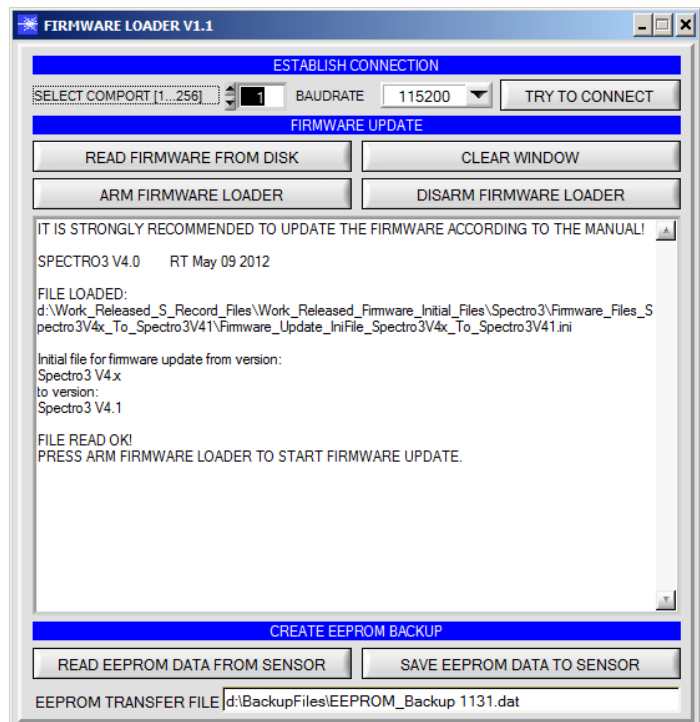 FIRMWARE LOADER V1.1
ESTABLISH CONNECTION
SELECT COMPORT [1...256] 1 BAUDRATE 115200 TRY TO CONNECT
FIRMWARE UPDATE
READ FIRMWARE FROM DISK CLEAR WINDOW
ARM FIRMWARE LOADER DISARM FIRMWARE LOADER
IT IS STRONGLY RECOMMENDED TO UPDATE THE FIRMWARE ACCORDING TO THE MANUAL!
SPECTRO3 V4.0 RT May 09 2012
FILE LOADED:
d:\Work_Released_S_Record_Files\Work_Released_Firmware_Initial_Files\Spectro3\Firmware_Files_S
pectro3V4x_To_Spectro3V41\Firmware_Update_IniFile_Spectro3V4x_To_Spectro3V41.ini
Initial file for firmware update from version:
Spectro3 V4.x
to version:
Spectro3 V4.1
FILE READ OK!
PRESS ARM FIRMWARE LOADER TO START FIRMWARE UPDATE.
CREATE EEPROM BACKUP
READ EEPROM DATA FROM SENSOR SAVE EEPROM DATA TO SENSOR
EEPROM TRANSFER FILE d:\BackupFiles\EEPROM_Backup 1131.dat